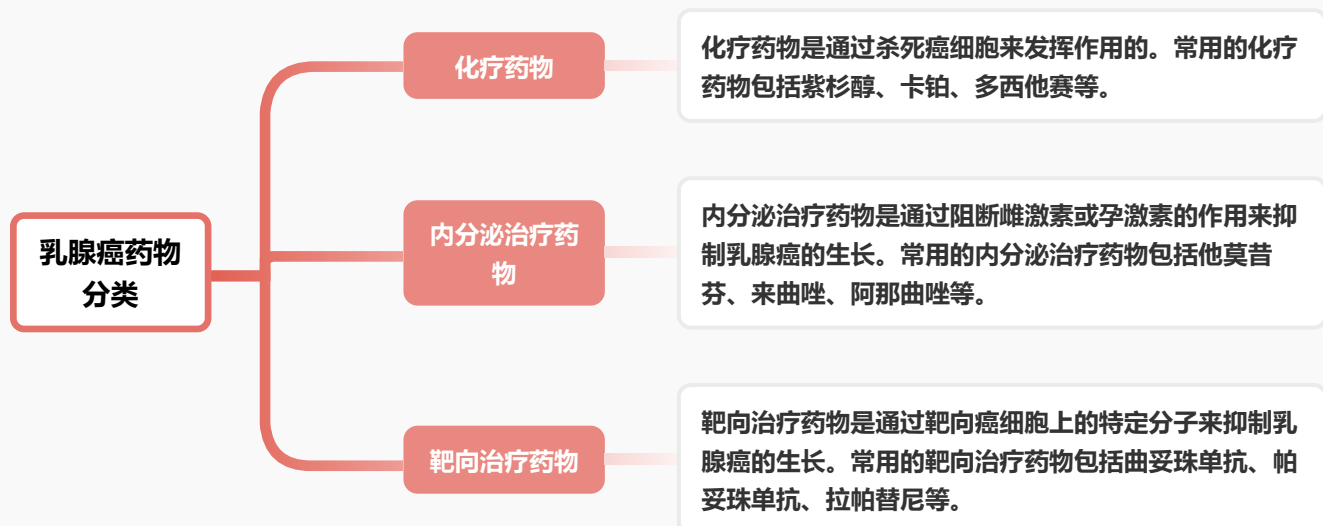 乳腺癌药物
分类
化疗药物
化疗药物是通过杀死癌细胞来发挥作用的。常用的化疗
药物包括紫杉醇、卡铂、多西他赛等。
内分泌治疗药
物
内分泌治疗药物是通过阻断雌激素或孕激素的作用来抑
制乳腺癌的生长。常用的内分泌治疗药物包括他莫昔
芬、来曲唑、阿那曲唑等。
靶向治疗药物
靶向治疗药物是通过靶向癌细胞上的特定分子来抑制乳
腺癌的生长。常用的靶向治疗药物包括曲妥珠单抗、帕
妥珠单抗、拉帕替尼等。